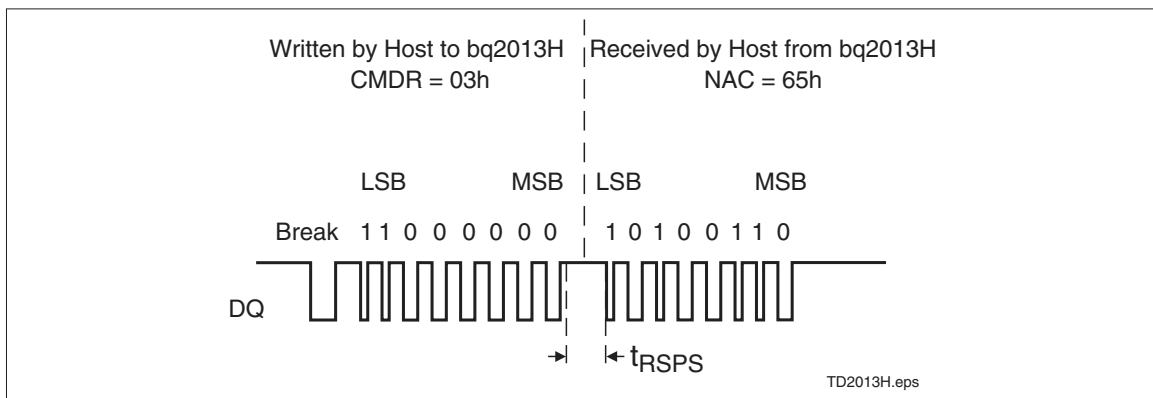 Written by Host to bq2013H
CMDR = 03h
Received by Host from bq2013H
NAC = 65h
LSB MSB LSB MSB
Break 1 1 0 0 0 0 0 0 1 0 1 0 0 1 1 0
DQ
tRSPS
TD2013H.eps